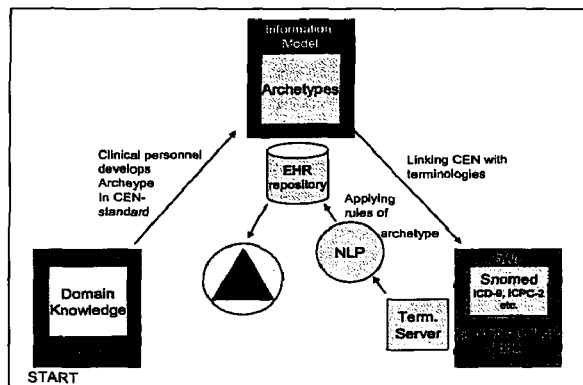 Information
Model
Archetypes
Clinical personnel
develops
Archeype
In CEN-
standard
EHR
repository
Linking CEN with
terminologies
Applying
rules of
archetype
NLP
Domain
Knowledge
Term.
Server
Snomed
ICD-9, ICPC-2
etc.
START